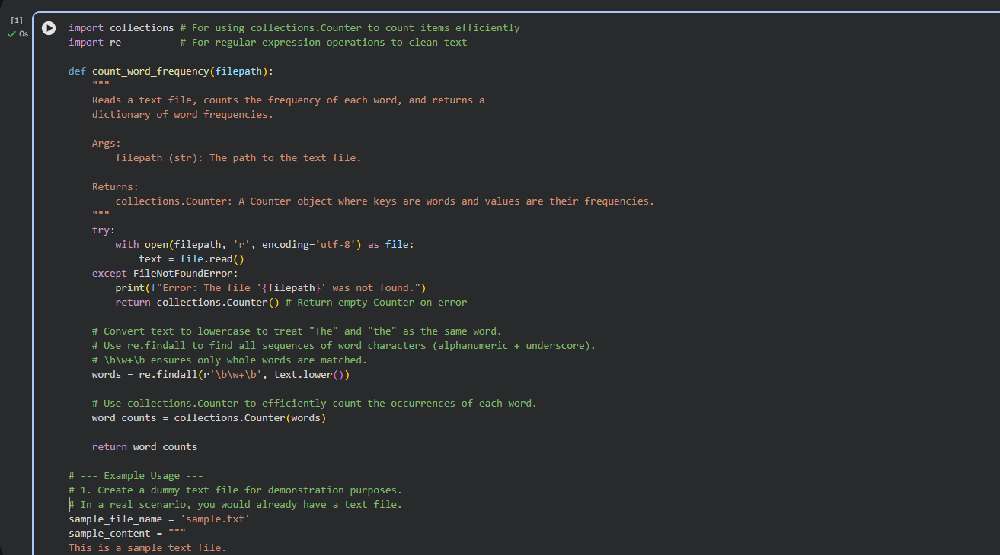 [1]
0s
import collections # For using collections.Counter to count items efficiently
import re          # For regular expression operations to clean text

def count_word_frequency(filepath):
    """
    Reads a text file, counts the frequency of each word, and returns a
    dictionary of word frequencies.

    Args:
        filepath (str): The path to the text file.

    Returns:
        collections.Counter: A Counter object where keys are words and values are their frequencies.
    """
    try:
        with open(filepath, 'r', encoding='utf-8') as file:
            text = file.read()
    except FileNotFoundError:
        print(f"Error: The file '{filepath}' was not found.")
        return collections.Counter() # Return empty Counter on error

    # Convert text to lowercase to treat "The" and "the" as the same word.
    # Use re.findall to find all sequences of word characters (alphanumeric + underscore).
    # \b\w+\b ensures only whole words are matched.
    words = re.findall(r'\b\w+\b', text.lower())

    # Use collections.Counter to efficiently count the occurrences of each word.
    word_counts = collections.Counter(words)

    return word_counts

# --- Example Usage ---
# 1. Create a dummy text file for demonstration purposes.
# In a real scenario, you would already have a text file.
sample_file_name = 'sample.txt'
sample_content = """
This is a sample text file.